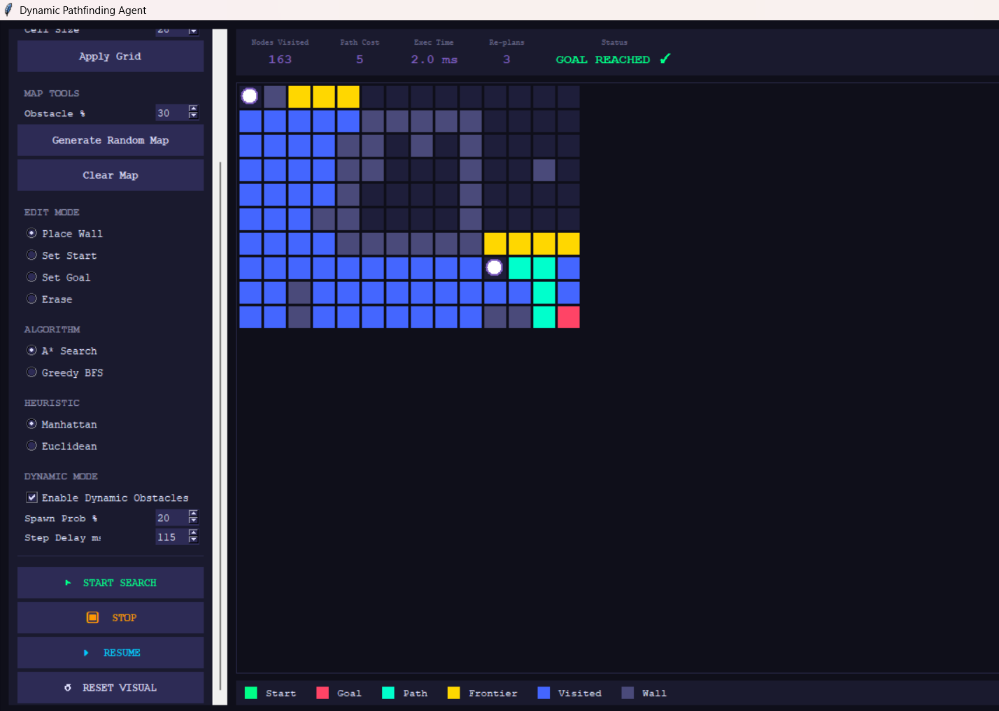 Dynamic Pathfinding Agent
Cell Size 20
Apply Grid
MAP TOOLS
Obstacle % 30
Generate Random Map
Clear Map
EDIT MODE
Place Wall
Set Start
Set Goal
Erase
ALGORITHM
A* Search
Greedy BFS
HEURISTIC
Manhattan
Euclidean
DYNAMIC MODE
Enable Dynamic Obstacles
Spawn Prob % 20
Step Delay ms 115
START SEARCH
STOP
RESUME
RESET VISUAL
Nodes Visited Path Cost Exec Time Re-plans Status
163 5 2.0 ms 3 GOAL REACHED ✓
Start Goal Path Frontier Visited Wall